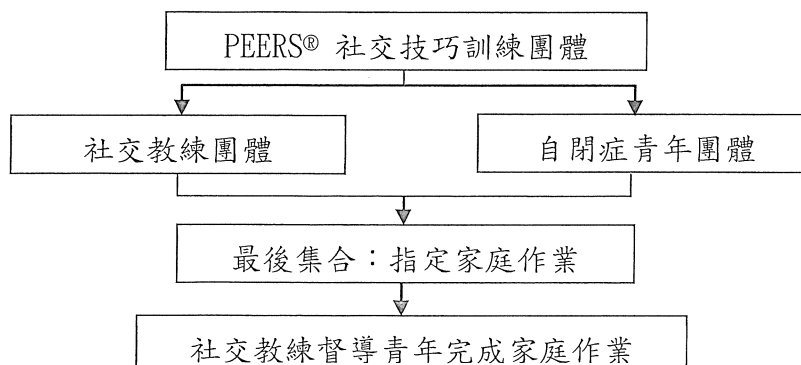 PEERS® 社交技巧訓練團體
社交教練團體
自閉症青年團體
最後集合：指定家庭作業
社交教練督導青年完成家庭作業